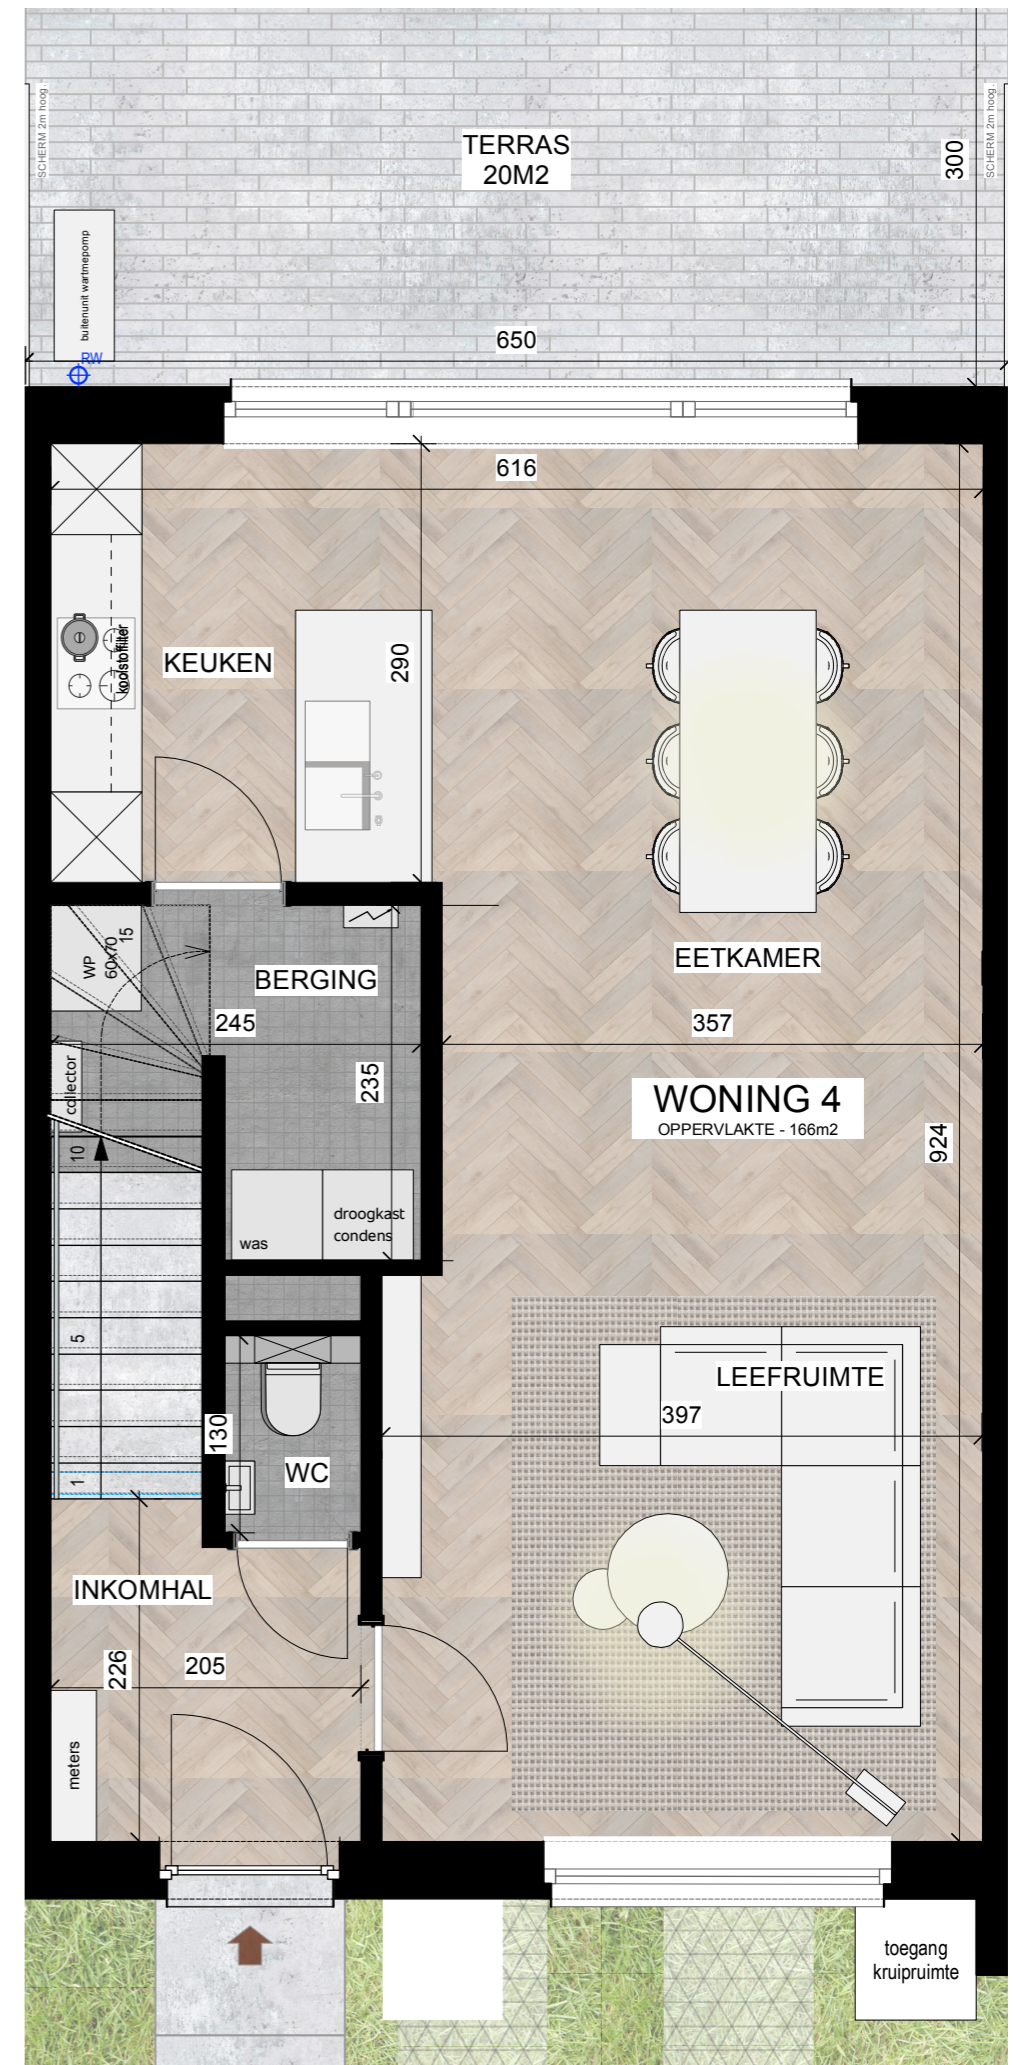 SCHERM 2m hoog.
TERRAS
20M2
300
SCHERM 2m hoog.
buitenunit wartmepomp
RW
650
616
koolstoffilter
KEUKEN
290
WP
60x70
15
BERGING
EETKAMER
245
357
collector
235
WONING 4
OPPERVLAKTE - 166m2
924
10
droogkast
condens
was
5
LEEFRUIMTE
397
130
WC
1
INKOMHAL
226
205
meters
toegang
kruipruimte